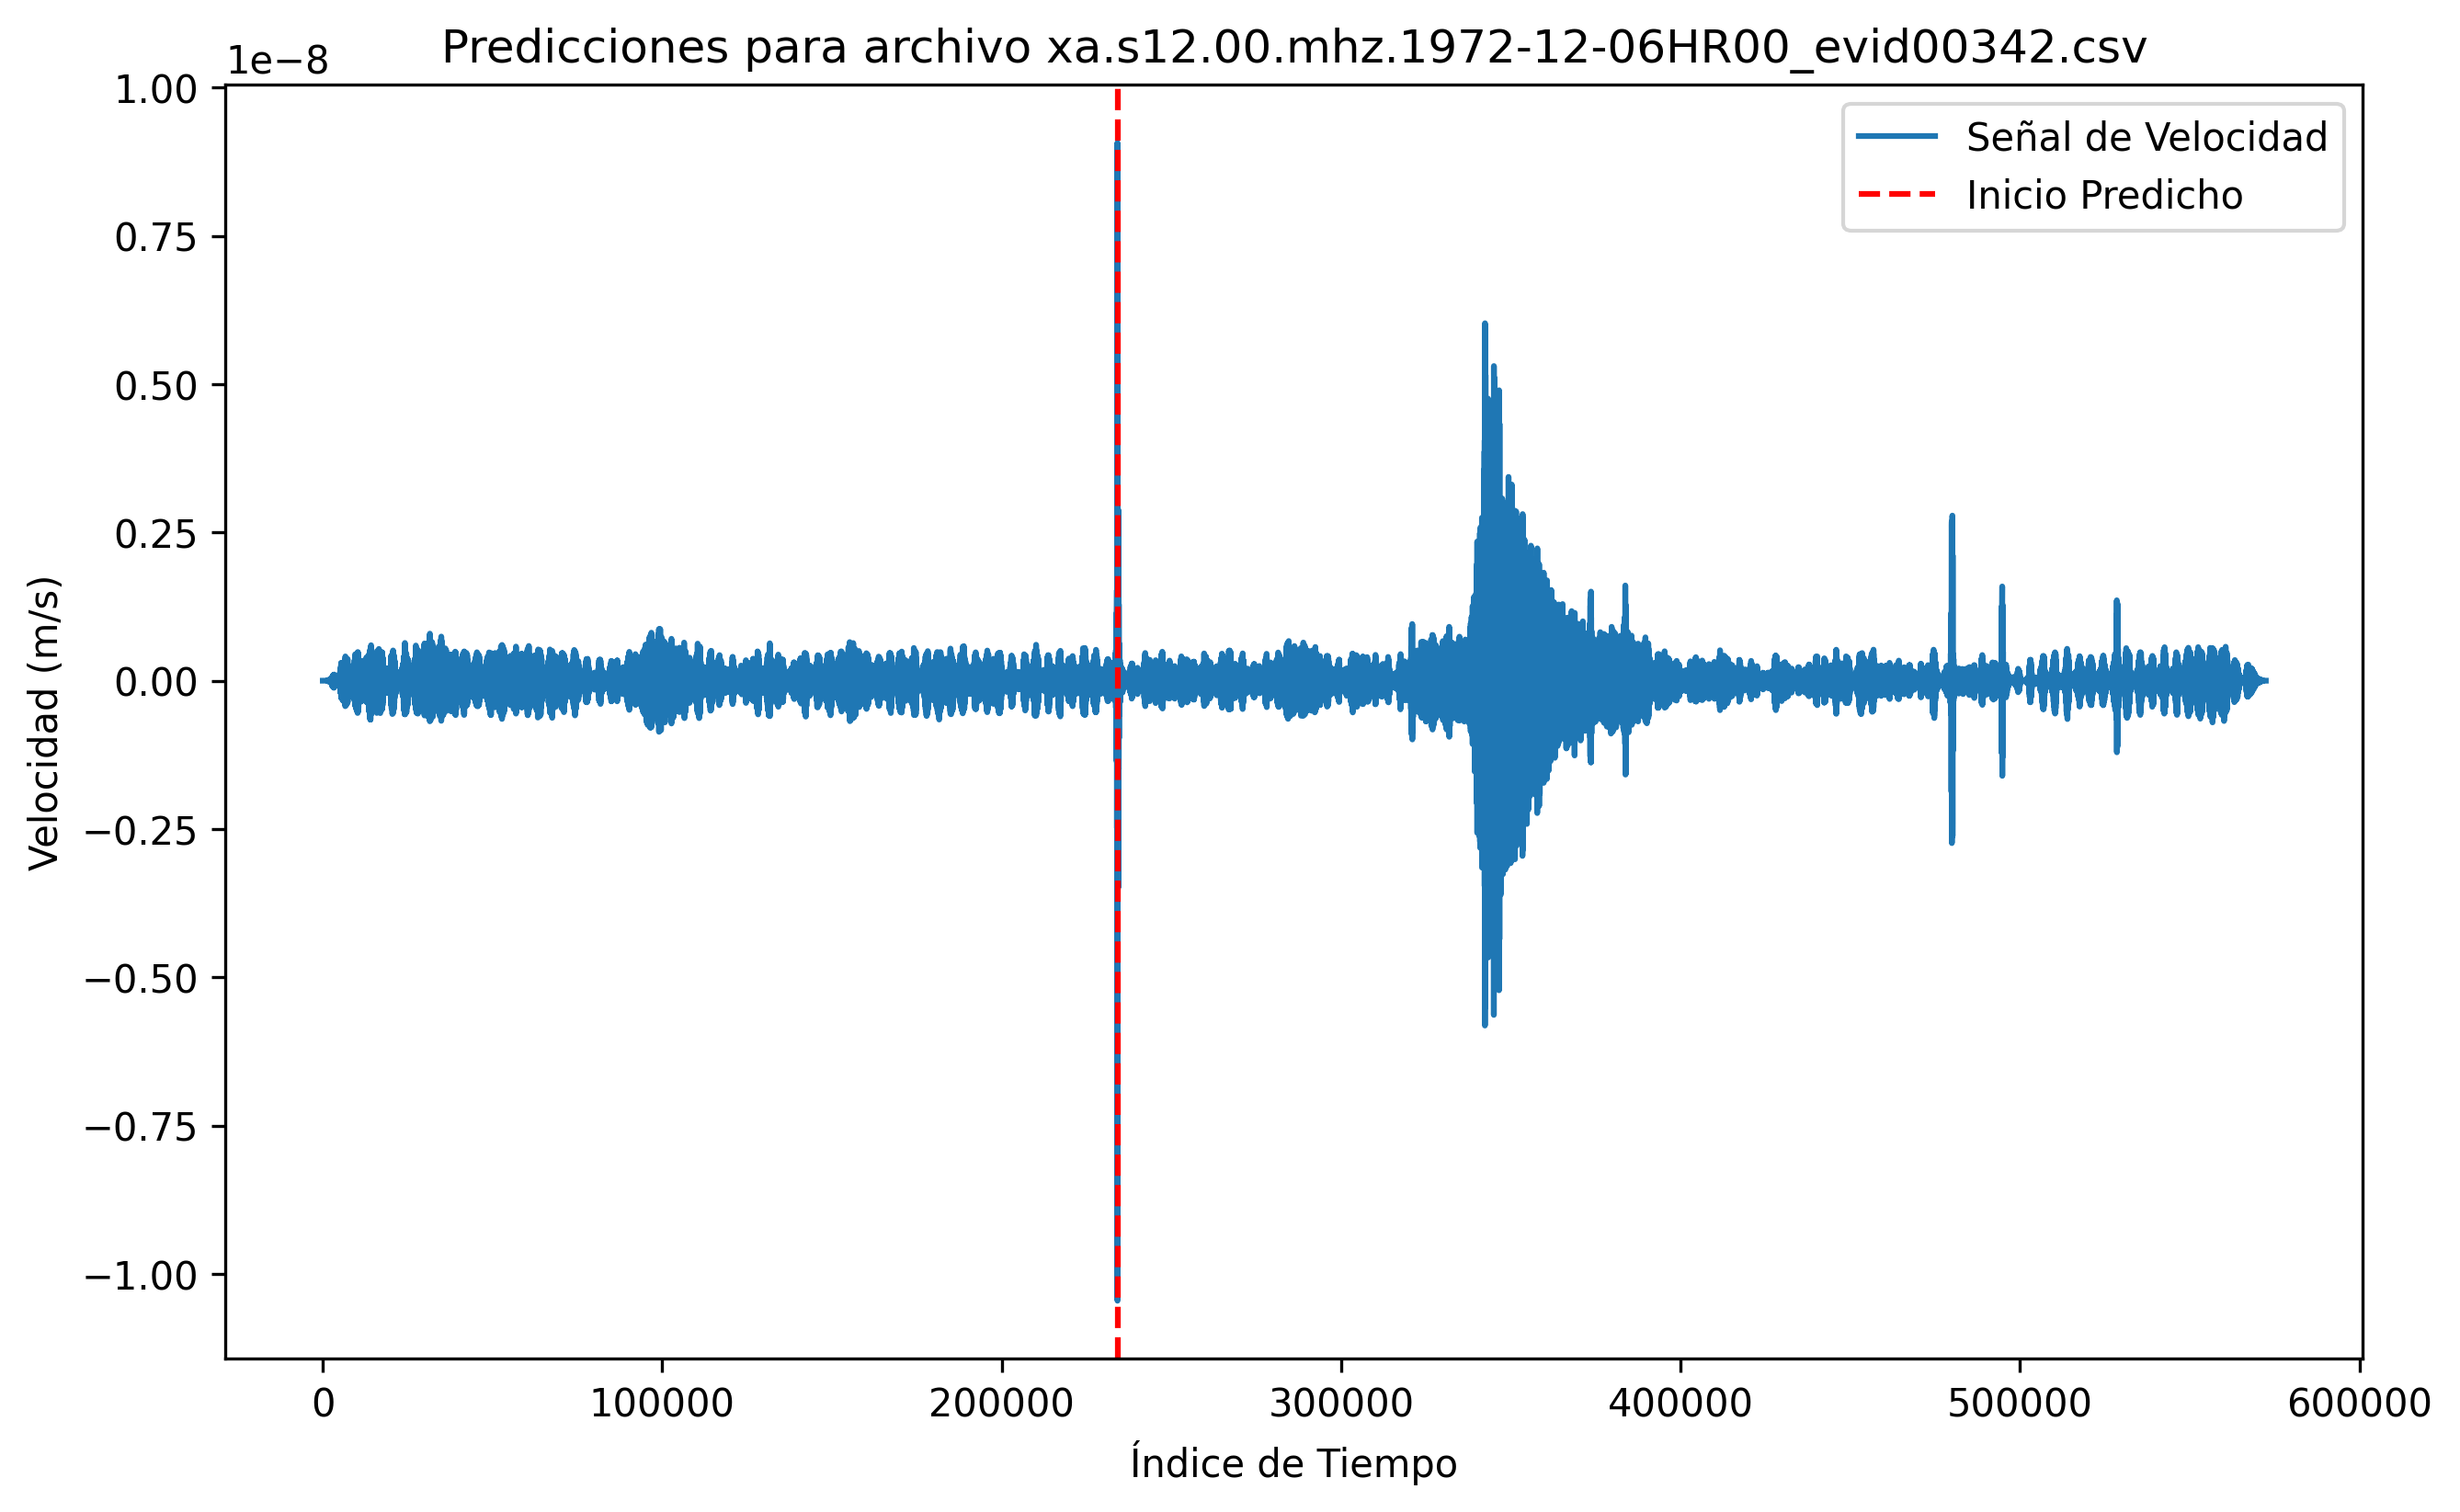 Predicciones para archivo xa.s12.00.mhz.1972-12-06HR00_evid00342.csv
1e−8
Señal de Velocidad
Inicio Predicho
1.00
0.75
0.50
0.25
0.00
−0.25
−0.50
−0.75
−1.00
Velocidad (m/s)
0 100000 200000 300000 400000 500000 600000
Índice de Tiempo